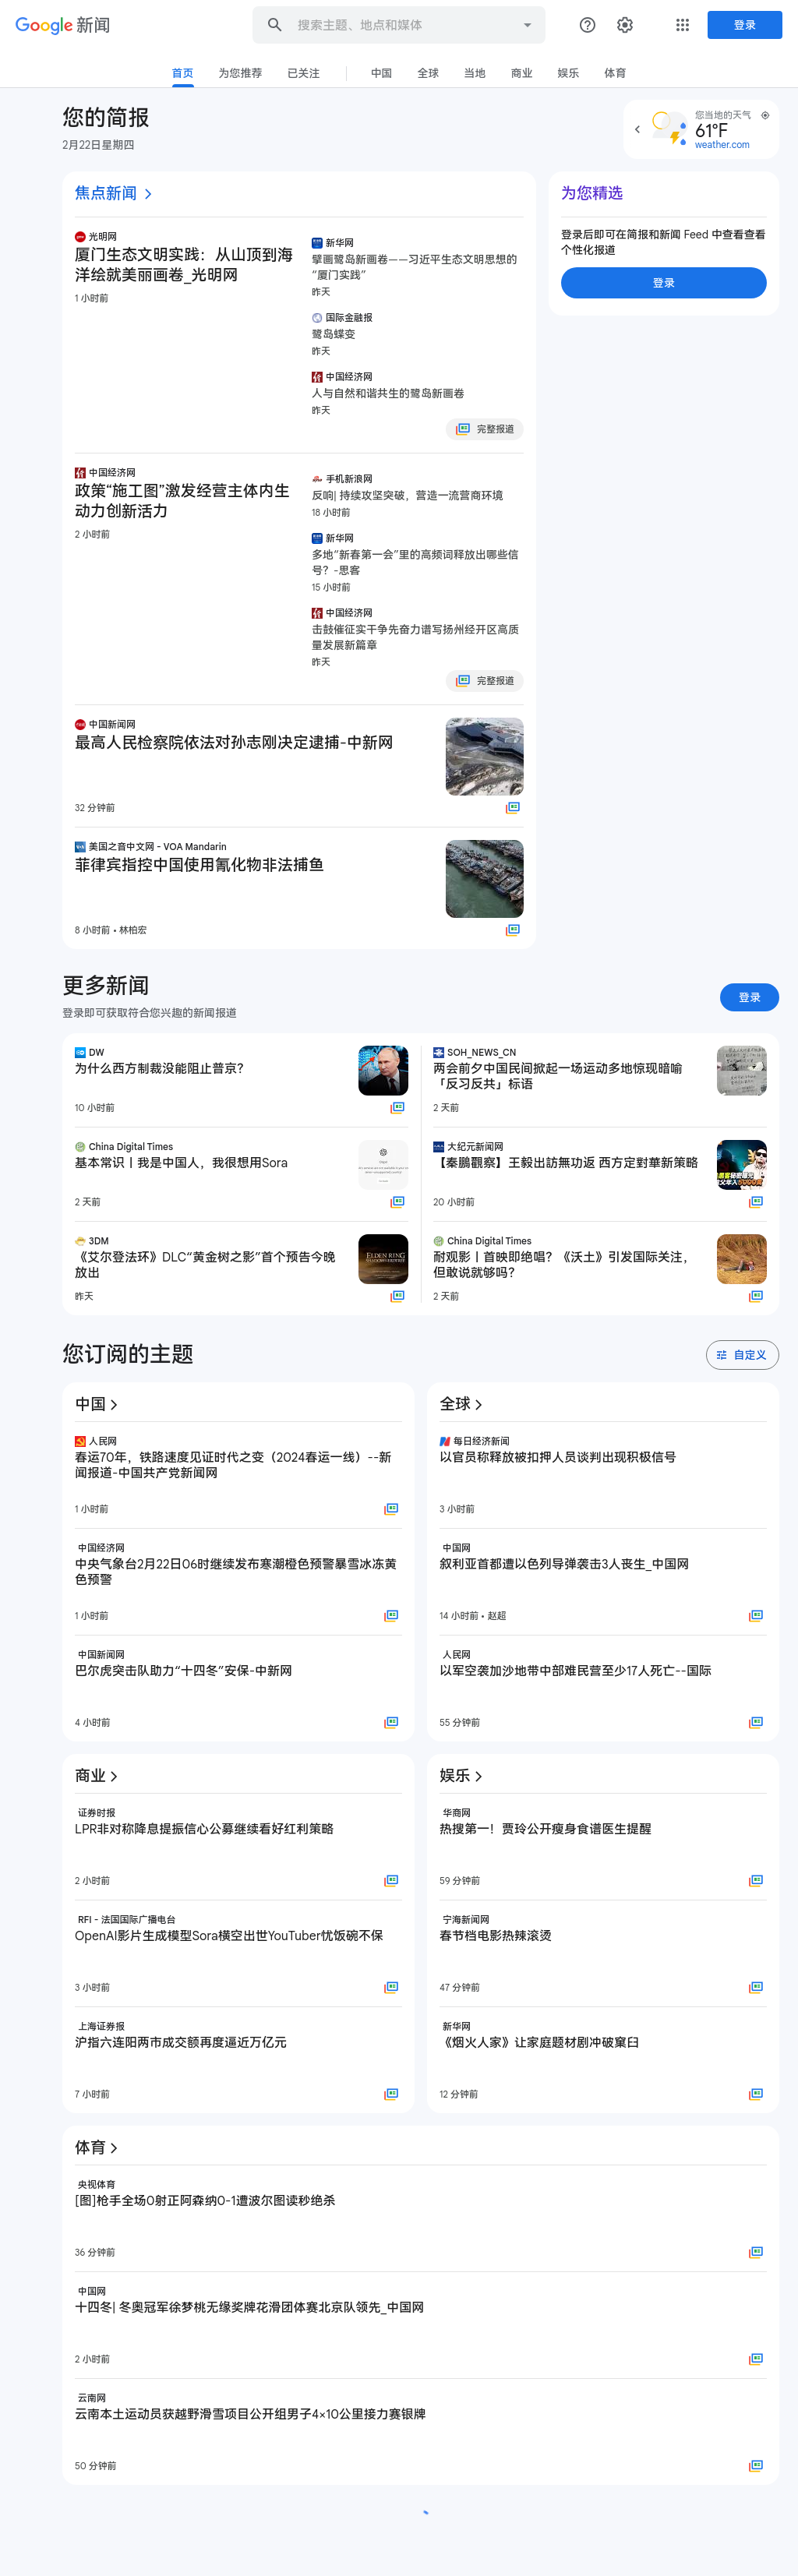 Google 新闻
搜索主题、地点和媒体
登录
首页
为您推荐
已关注
中国
全球
当地
商业
娱乐
体育
您的简报
2月22日星期四
您当地的天气
61°F
weather.com
焦点新闻
光明网
厦门生态文明实践：从山顶到海
洋绘就美丽画卷_光明网
1 小时前
新华网
擘画鹭岛新画卷——习近平生态文明思想的
“厦门实践”
昨天
国际金融报
鹭岛蝶变
昨天
中国经济网
人与自然和谐共生的鹭岛新画卷
昨天
完整报道
中国经济网
政策“施工图”激发经营主体内生
动力创新活力
2 小时前
手机新浪网
反响| 持续攻坚突破，营造一流营商环境
18 小时前
新华网
多地“新春第一会”里的高频词释放出哪些信
号？-思客
15 小时前
中国经济网
击鼓催征实干争先奋力谱写扬州经开区高质
量发展新篇章
昨天
完整报道
中国新闻网
最高人民检察院依法对孙志刚决定逮捕-中新网
32 分钟前
美国之音中文网 - VOA Mandarin
菲律宾指控中国使用氰化物非法捕鱼
8 小时前 • 林柏宏
为您精选
登录后即可在简报和新闻 Feed 中查看查看
个性化报道
登录
更多新闻
登录即可获取符合您兴趣的新闻报道
登录
DW
为什么西方制裁没能阻止普京？
10 小时前
SOH_NEWS_CN
两会前夕中国民间掀起一场运动多地惊现暗喻
「反习反共」标语
2 天前
China Digital Times
基本常识丨我是中国人，我很想用Sora
2 天前
大纪元新闻网
【秦鵬觀察】王毅出訪無功返 西方定對華新策略
20 小时前
3DM
《艾尔登法环》DLC“黄金树之影”首个预告今晚
放出
昨天
ELDEN RING
China Digital Times
耐观影丨首映即绝唱？《沃土》引发国际关注，
但敢说就够吗？
2 天前
您订阅的主题
自定义
中国
人民网
春运70年，铁路速度见证时代之变（2024春运一线）--新
闻报道-中国共产党新闻网
1 小时前
中国经济网
中央气象台2月22日06时继续发布寒潮橙色预警暴雪冰冻黄
色预警
1 小时前
中国新闻网
巴尔虎突击队助力“十四冬”安保-中新网
4 小时前
全球
每日经济新闻
以官员称释放被扣押人员谈判出现积极信号
3 小时前
中国网
叙利亚首都遭以色列导弹袭击3人丧生_中国网
14 小时前 • 赵超
人民网
以军空袭加沙地带中部难民营至少17人死亡--国际
55 分钟前
商业
证券时报
LPR非对称降息提振信心公募继续看好红利策略
2 小时前
RFI - 法国国际广播电台
OpenAI影片生成模型Sora横空出世YouTuber忧饭碗不保
3 小时前
上海证券报
沪指六连阳两市成交额再度逼近万亿元
7 小时前
娱乐
华商网
热搜第一！贾玲公开瘦身食谱医生提醒
59 分钟前
宁海新闻网
春节档电影热辣滚烫
47 分钟前
新华网
《烟火人家》让家庭题材剧冲破窠臼
12 分钟前
体育
央视体育
[图]枪手全场0射正阿森纳0-1遭波尔图读秒绝杀
36 分钟前
中国网
十四冬| 冬奥冠军徐梦桃无缘奖牌花滑团体赛北京队领先_中国网
2 小时前
云南网
云南本土运动员获越野滑雪项目公开组男子4×10公里接力赛银牌
50 分钟前